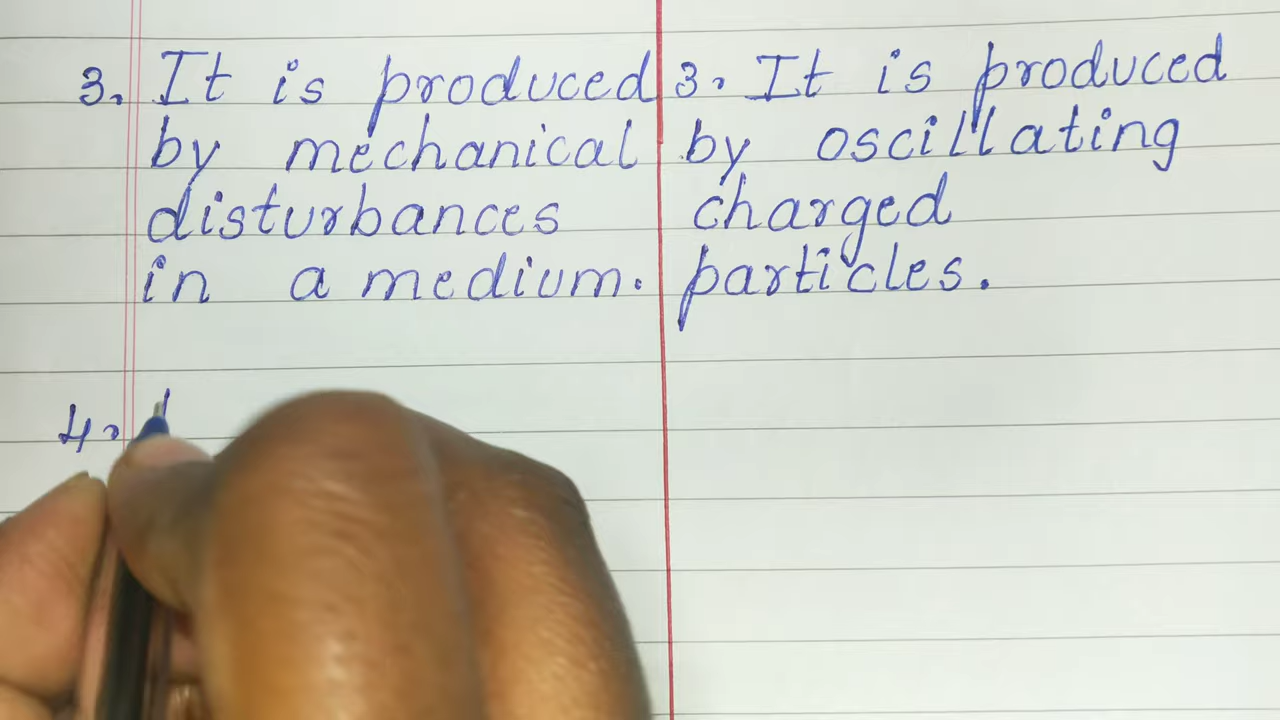 3. It is produced
by mechanical
disturbances
in a medium.
3. It is produced
by oscillating
charged
particles.
4.